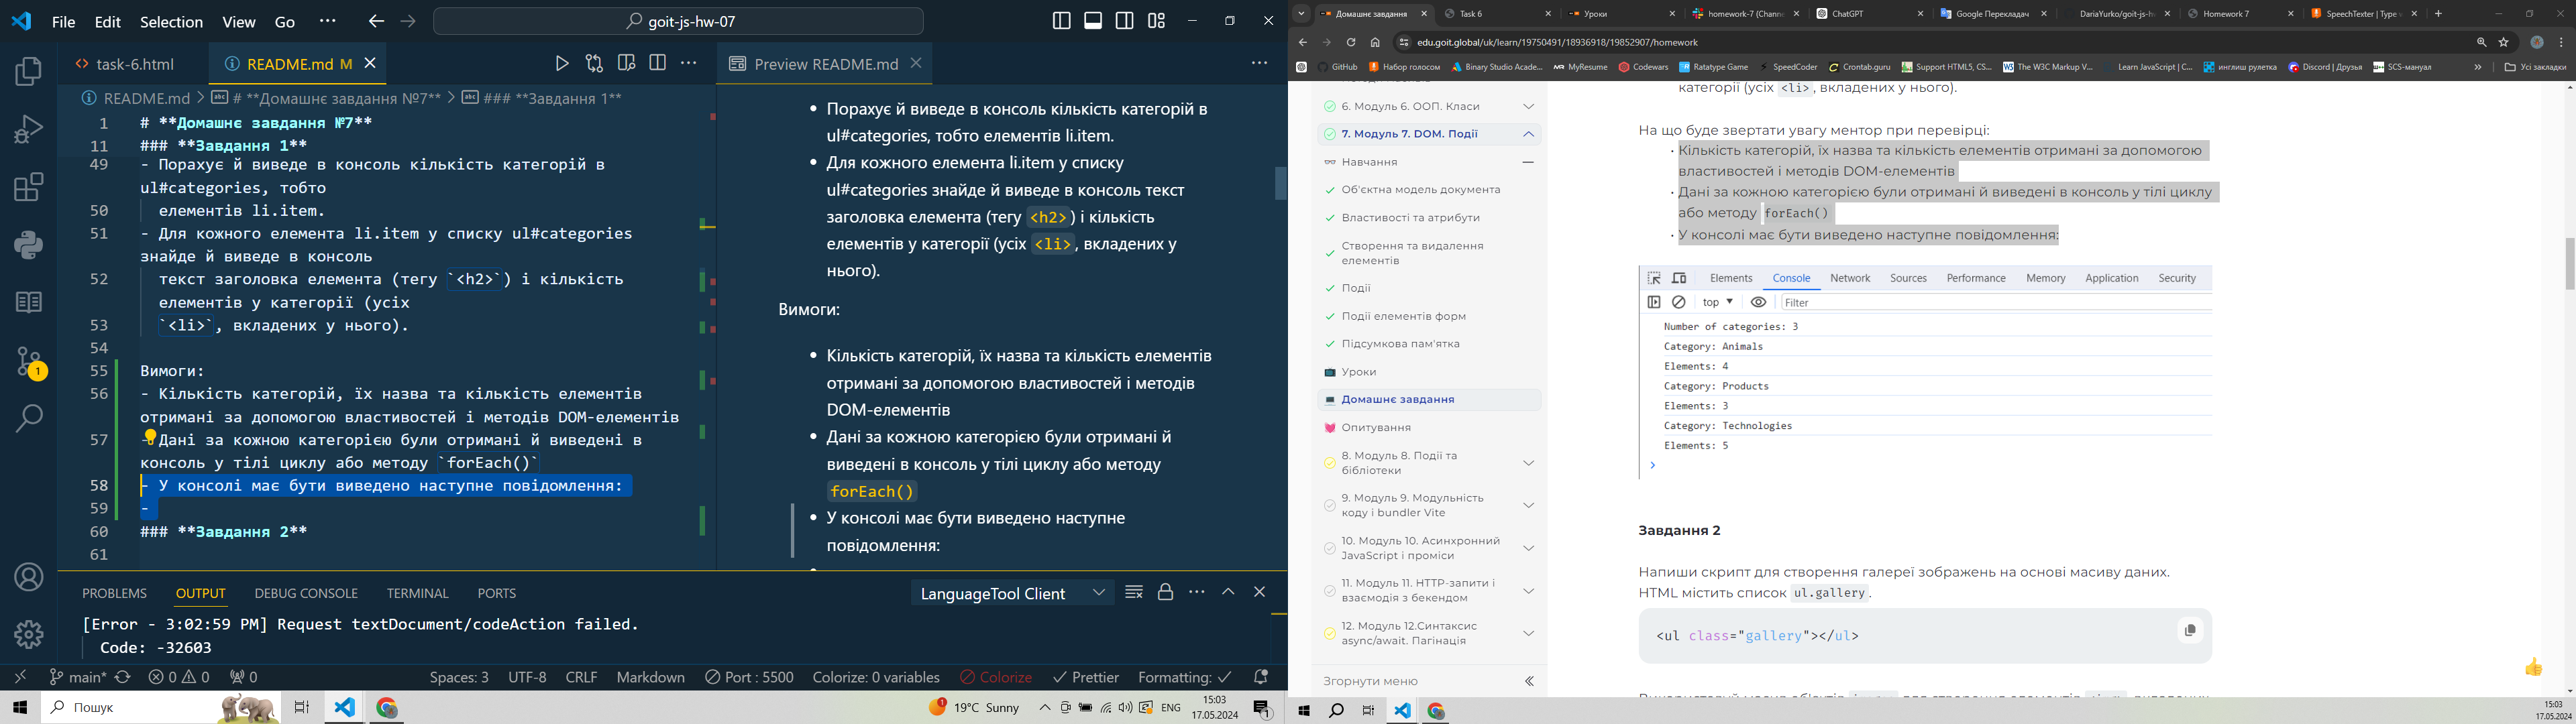 File Edit Selection View Go ··· goit-js-hw-07
task-6.html
README.md M
Preview README.md
README.md > # **Домашнє завдання №7** > ### **Завдання 1**
1 # **Домашнє завдання №7**
11 ### **Завдання 1**
49 - Порахує й виведе в консоль кількість категорій в
ul#categories, тобто
50 елементів li.item.
51 - Для кожного елемента li.item у списку ul#categories
знайде й виведе в консоль
52 текст заголовка елемента (тегу `<h2>`) і кількість
елементів у категорії (усіх
53 `<li>`, вкладених у нього).
54
55 Вимоги:
56 - Кількість категорій, їх назва та кількість елементів
отримані за допомогою властивостей і методів DOM-елементів
57 - Дані за кожною категорією були отримані й виведені в
консоль у тілі циклу або методу `forEach()`
58 - У консолі має бути виведено наступне повідомлення:
59 -
60 ### **Завдання 2**
61
• Порахує й виведе в консоль кількість категорій в
ul#categories, тобто елементів li.item.
• Для кожного елемента li.item у списку
ul#categories знайде й виведе в консоль текст
заголовка елемента (тегу <h2>) і кількість
елементів у категорії (усіх <li>, вкладених у
нього).
Вимоги:
• Кількість категорій, їх назва та кількість елементів
отримані за допомогою властивостей і методів
DOM-елементів
• Дані за кожною категорією були отримані й
виведені в консоль у тілі циклу або методу
forEach()
• У консолі має бути виведено наступне
повідомлення:
1
PROBLEMS OUTPUT DEBUG CONSOLE TERMINAL PORTS LanguageTool Client
[Error - 3:02:59 PM] Request textDocument/codeAction failed.
Code: -32603
main* 0 0 0 Spaces: 3 UTF-8 CRLF Markdown Port : 5500 Colorize: 0 variables Colorize Prettier Formatting:
Пошук 1 19°C Sunny ENG 15:03 17.05.2024 1
Домашнє завдання Task 6 Уроки homework-7 (Chann ChatGPT Google Перекладач DariaYurko/goit-js-h Homework 7 SpeechTexter | Type
edu.goit.global/uk/learn/19750491/18936918/19852907/homework
GitHub Набор голосом Binary Studio Acade... MyResume Codewars Ratatype Game SpeedCoder Crontab.guru Support HTML5, CS... The W3C Markup V... Learn JavaScript | C... инглиш рулетка Discord | Друзья SCS-мануал » Усі закладки
6. Модуль 6. ООП. Класи
7. Модуль 7. DOM. Події
Навчання
Об'єктна модель документа
Властивості та атрибути
Створення та видалення
елементів
Події
Події елементів форм
Підсумкова пам'ятка
Уроки
Домашнє завдання
Опитування
8. Модуль 8. Події та
бібліотеки
9. Модуль 9. Модульність
коду і bundler Vite
10. Модуль 10. Асинхронний
JavaScript і проміси
11. Модуль 11. HTTP-запити і
взаємодія з бекендом
12. Модуль 12.Синтаксис
async/await. Пагінація
Згорнути меню «
категорії (усіх <li>, вкладених у нього).
На що буде звертати увагу ментор при перевірці:
• Кількість категорій, їх назва та кількість елементів отримані за допомогою
властивостей і методів DOM-елементів
• Дані за кожною категорією були отримані й виведені в консоль у тілі циклу
або методу forEach()
• У консолі має бути виведено наступне повідомлення:
Elements Console Network Sources Performance Memory Application Security
top ▼ Filter
Number of categories: 3
Category: Animals
Elements: 4
Category: Products
Elements: 3
Category: Technologies
Elements: 5
>
Завдання 2
Напиши скрипт для створення галереї зображень на основі масиву даних.
HTML містить список ul.gallery.
<ul class="gallery"></ul>
15:03
17.05.2024